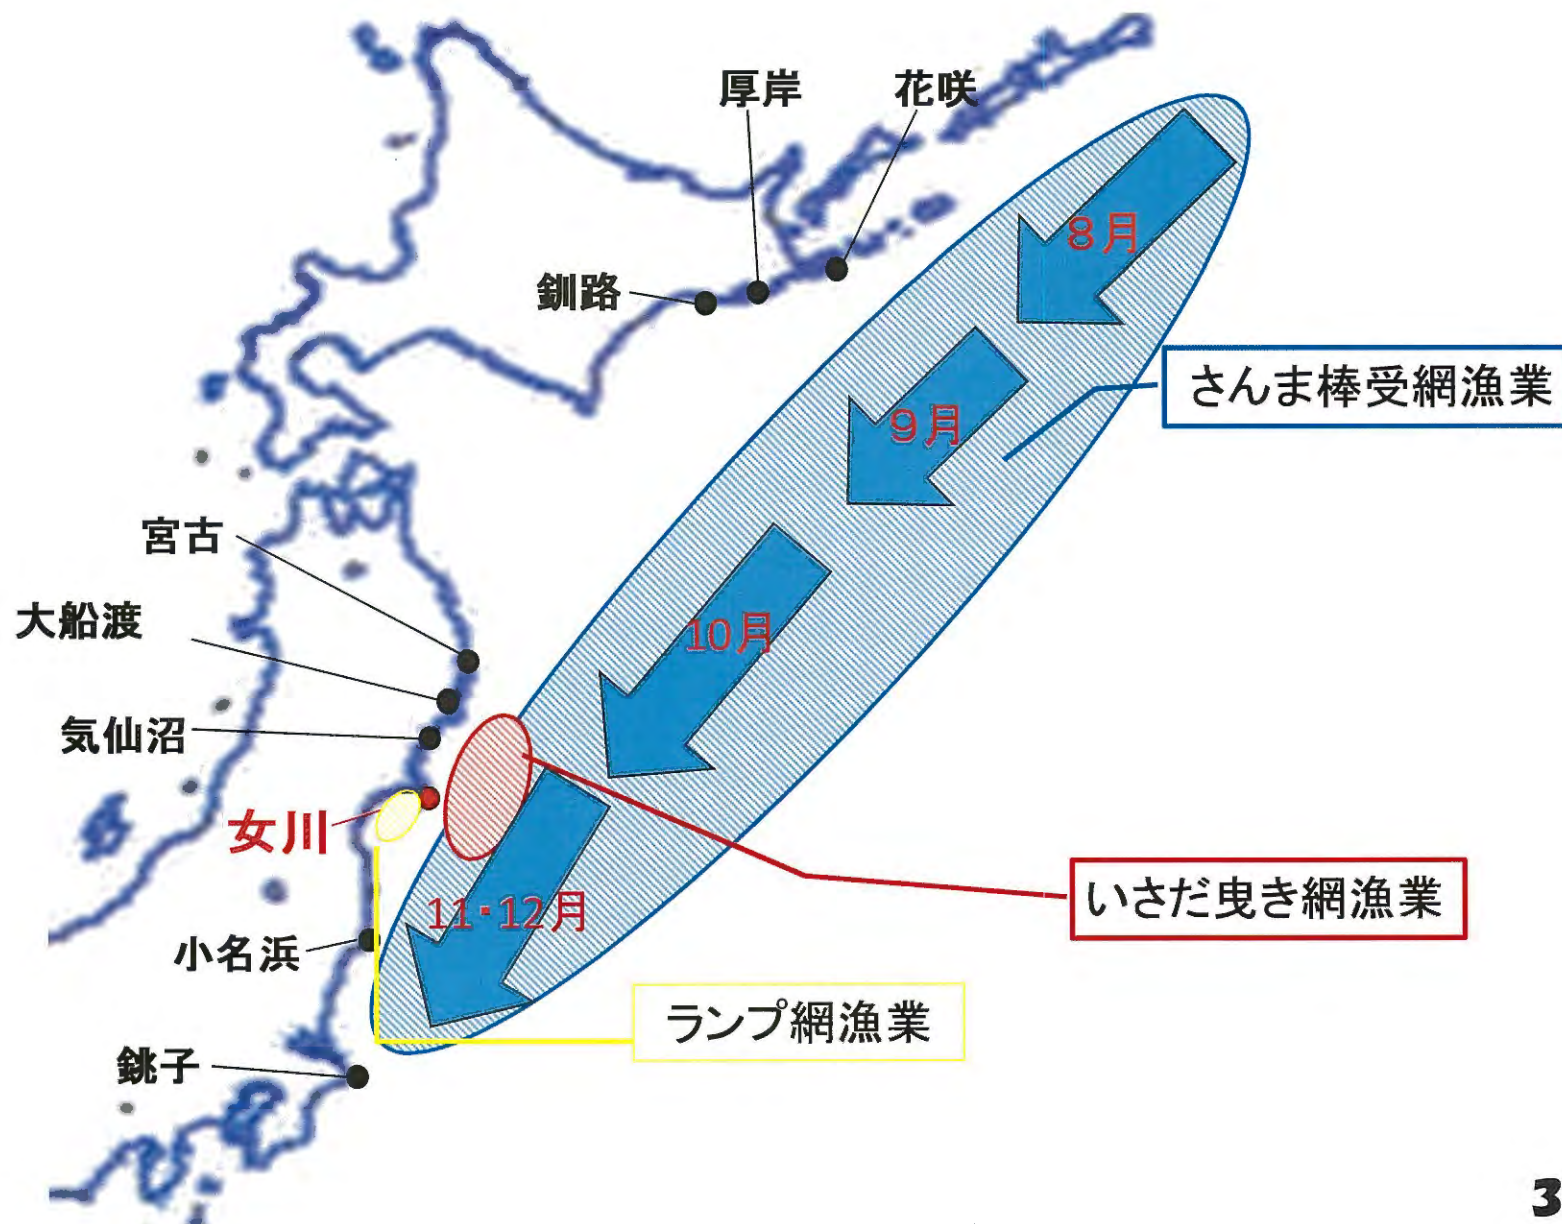 厚岸
花咲
8月
釧路
さんま棒受網漁業
9月
宮古
大船渡
10月
気仙沼
女川
いさだ曳き網漁業
11・12月
小名浜
ランプ網漁業
銚子
3